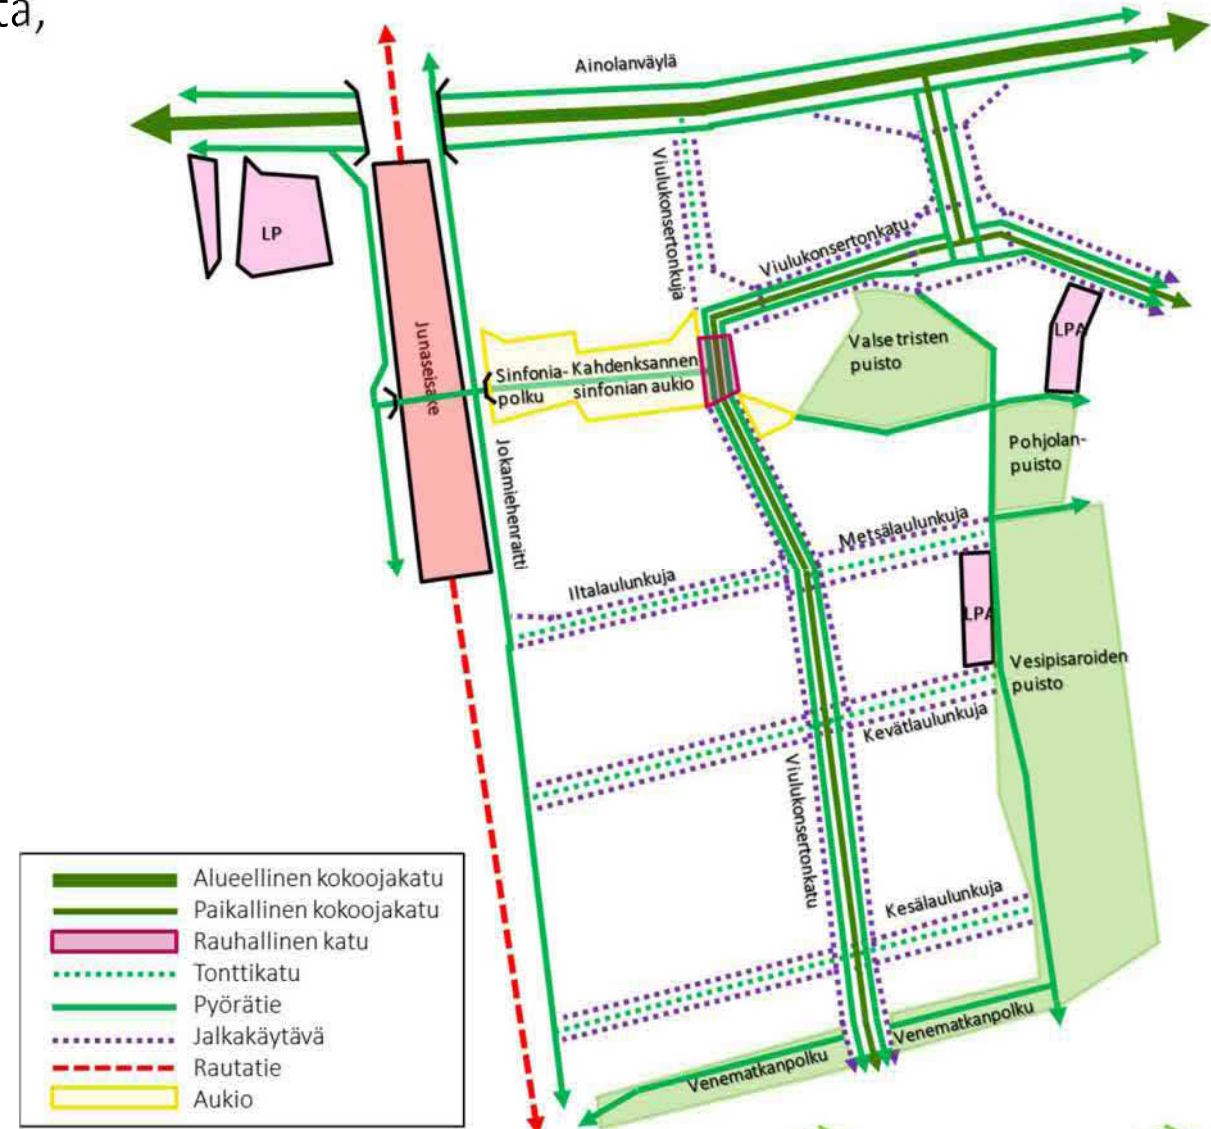 ta,
Ainolanväylä
Viulukonsertonkuja
Viulukonsertonkatu
LP
LPA
Junaseisake
Valse tristen
puisto
Sinfonia-
polku
Kahdenksannen
sinfonian aukio
Pohjolan-
puisto
Jokamiehenraitti
Metsälaulunkuja
Iltalaulunkuja
LPA
Vesipisaroiden
puisto
Kevätlaulunkuja
Viulukonsertonkatu
Kesälaulunkuja
Venematkanpolku
Venematkanpolku
Alueellinen kokoojakatu
Paikallinen kokoojakatu
Rauhallinen katu
Tonttikatu
Pyörätie
Jalkakäytävä
Rautatie
Aukio